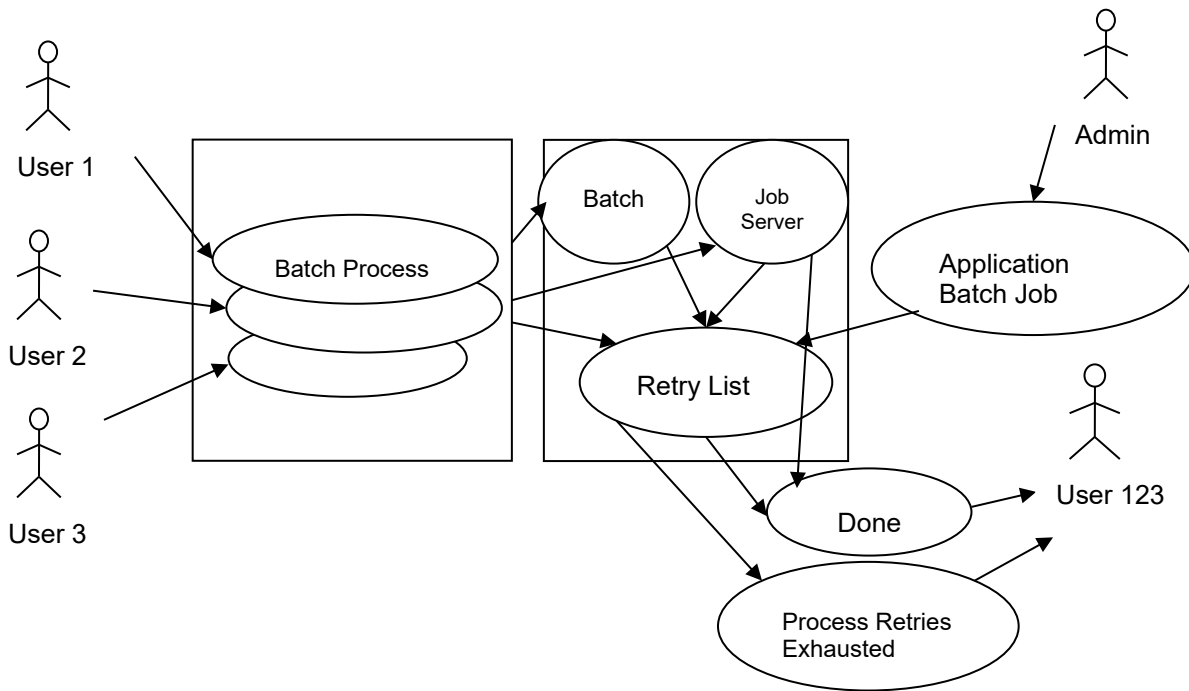 User 1
User 2
User 3
Batch Process
Batch
Job
Server
Retry List
Admin
Application
Batch Job
User 123
Done
Process Retries
Exhausted